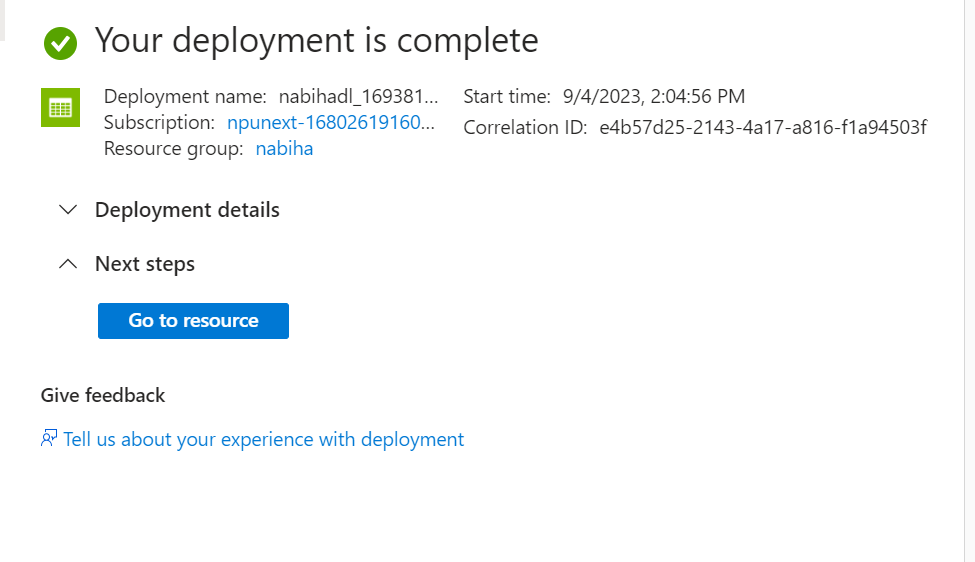 Your deployment is complete
Deployment name: nabihadl_169381...
Subscription: npunext-16802619160...
Resource group: nabiha
Start time: 9/4/2023, 2:04:56 PM
Correlation ID: e4b57d25-2143-4a17-a816-f1a94503f
Deployment details
Next steps
Go to resource
Give feedback
Tell us about your experience with deployment